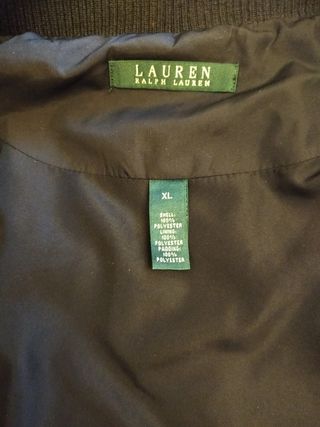 LAUREN
RALPH LAUREN
XL
SHELL:
100%
POLYESTER
LINING:
100%
POLYESTER
PADDING:
100%
POLYESTER